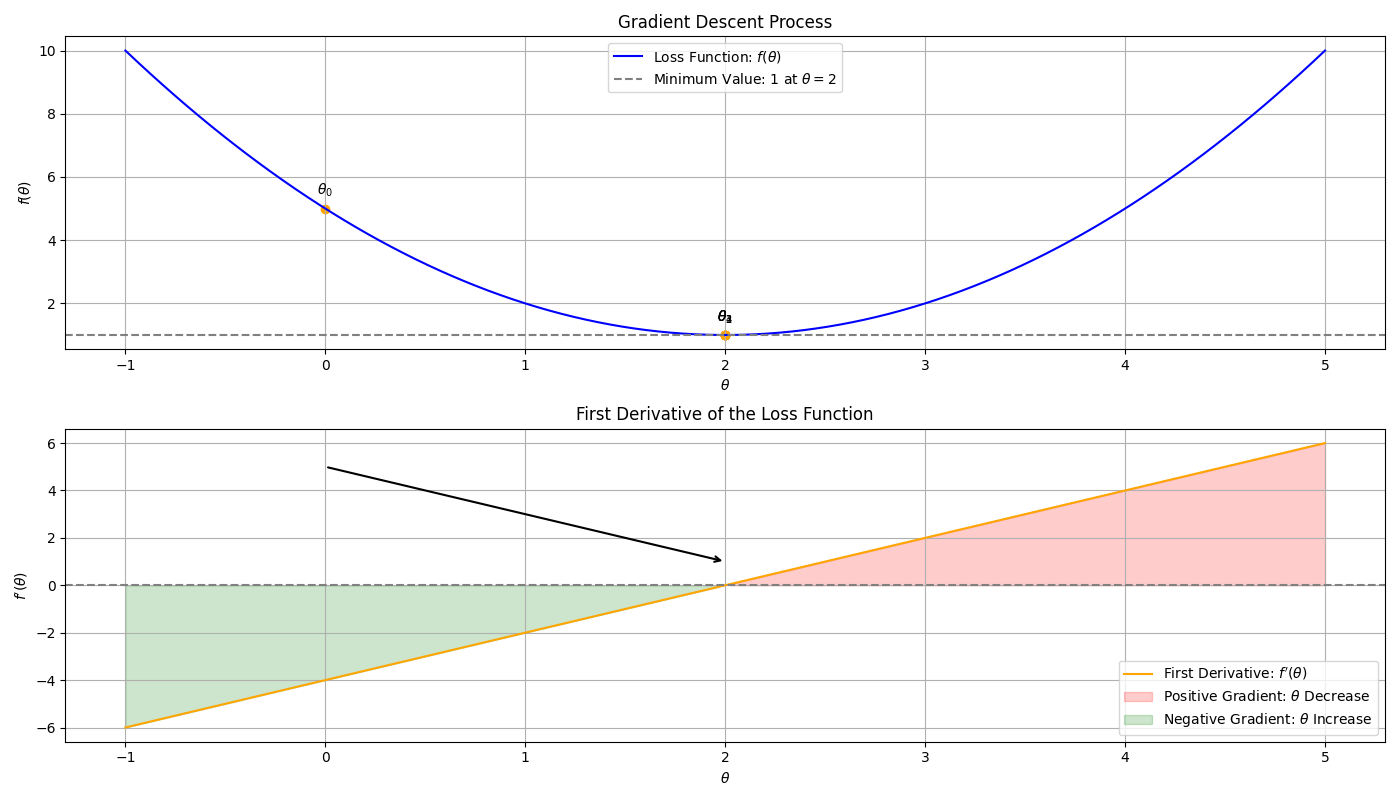 Gradient Descent Process
10
8
6
4
2
f(θ)
Loss Function: f(θ)
Minimum Value: 1 at θ = 2
θ₀
−1 0 1 2 3 4 5
θ
First Derivative of the Loss Function
6
4
2
0
−2
−4
−6
f′(θ)
First Derivative: f′(θ)
Positive Gradient: θ Decrease
Negative Gradient: θ Increase
−1 0 1 2 3 4 5
θ